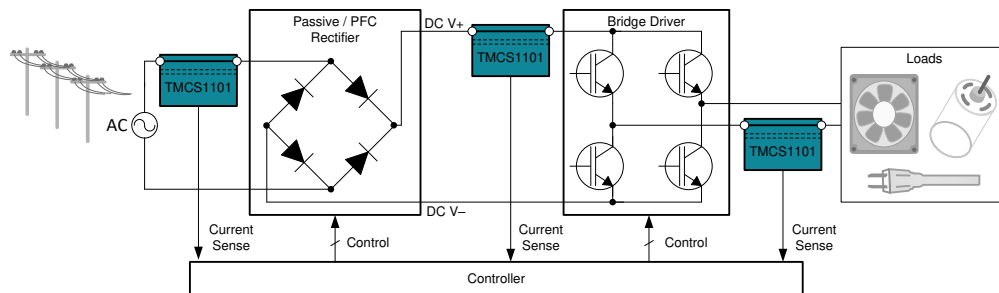 Passive / PFC
Rectifier
DC V+
Bridge Driver
TMCS1101
TMCS1101
Loads
AC
TMCS1101
DC V–
Current
Sense
Control
Current
Sense
Control
Current
Sense
Controller